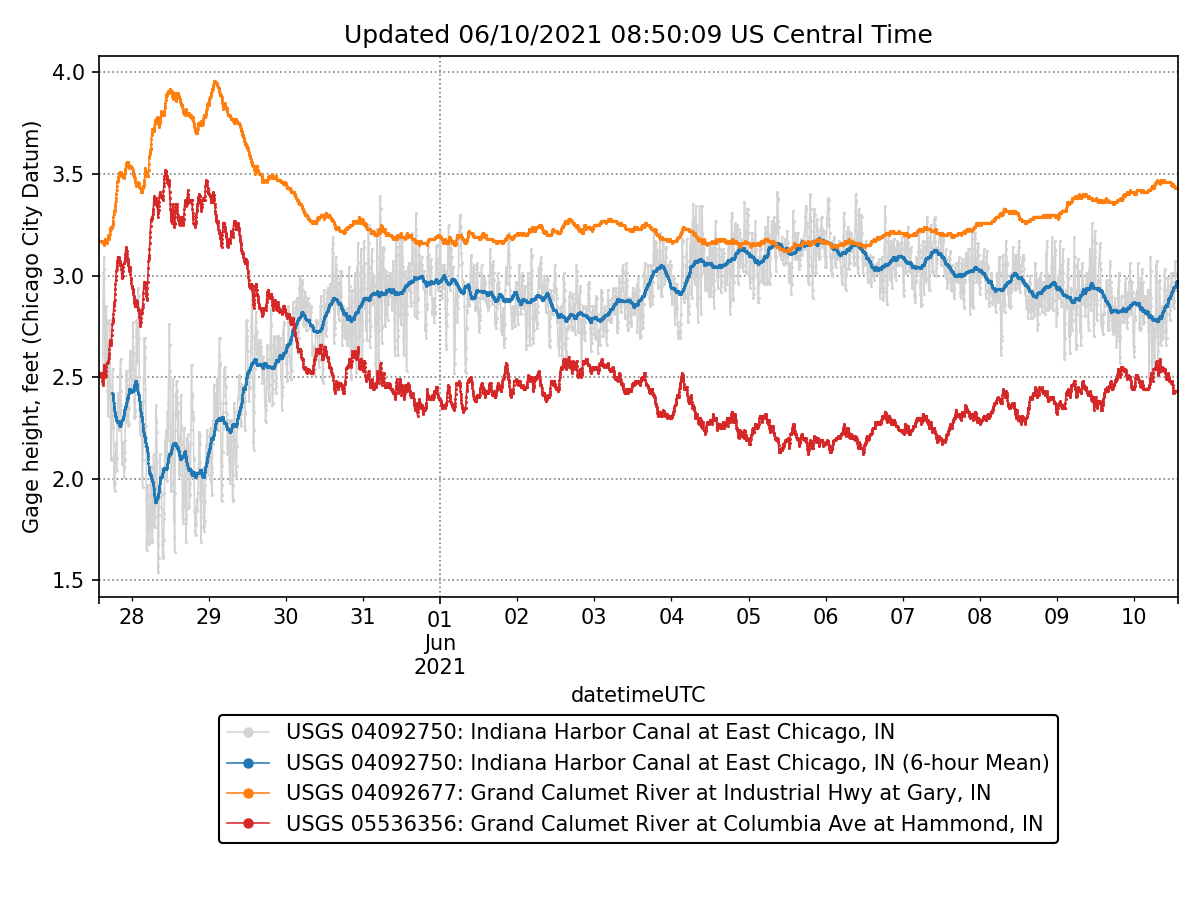 Updated 06/10/2021 08:50:09 US Central Time
Gage height, feet (Chicago City Datum)
4.0
3.5
3.0
2.5
2.0
1.5
28 29 30 31 01 02 03 04 05 06 07 08 09 10
Jun
2021
datetimeUTC
USGS 04092750: Indiana Harbor Canal at East Chicago, IN
USGS 04092750: Indiana Harbor Canal at East Chicago, IN (6-hour Mean)
USGS 04092677: Grand Calumet River at Industrial Hwy at Gary, IN
USGS 05536356: Grand Calumet River at Columbia Ave at Hammond, IN